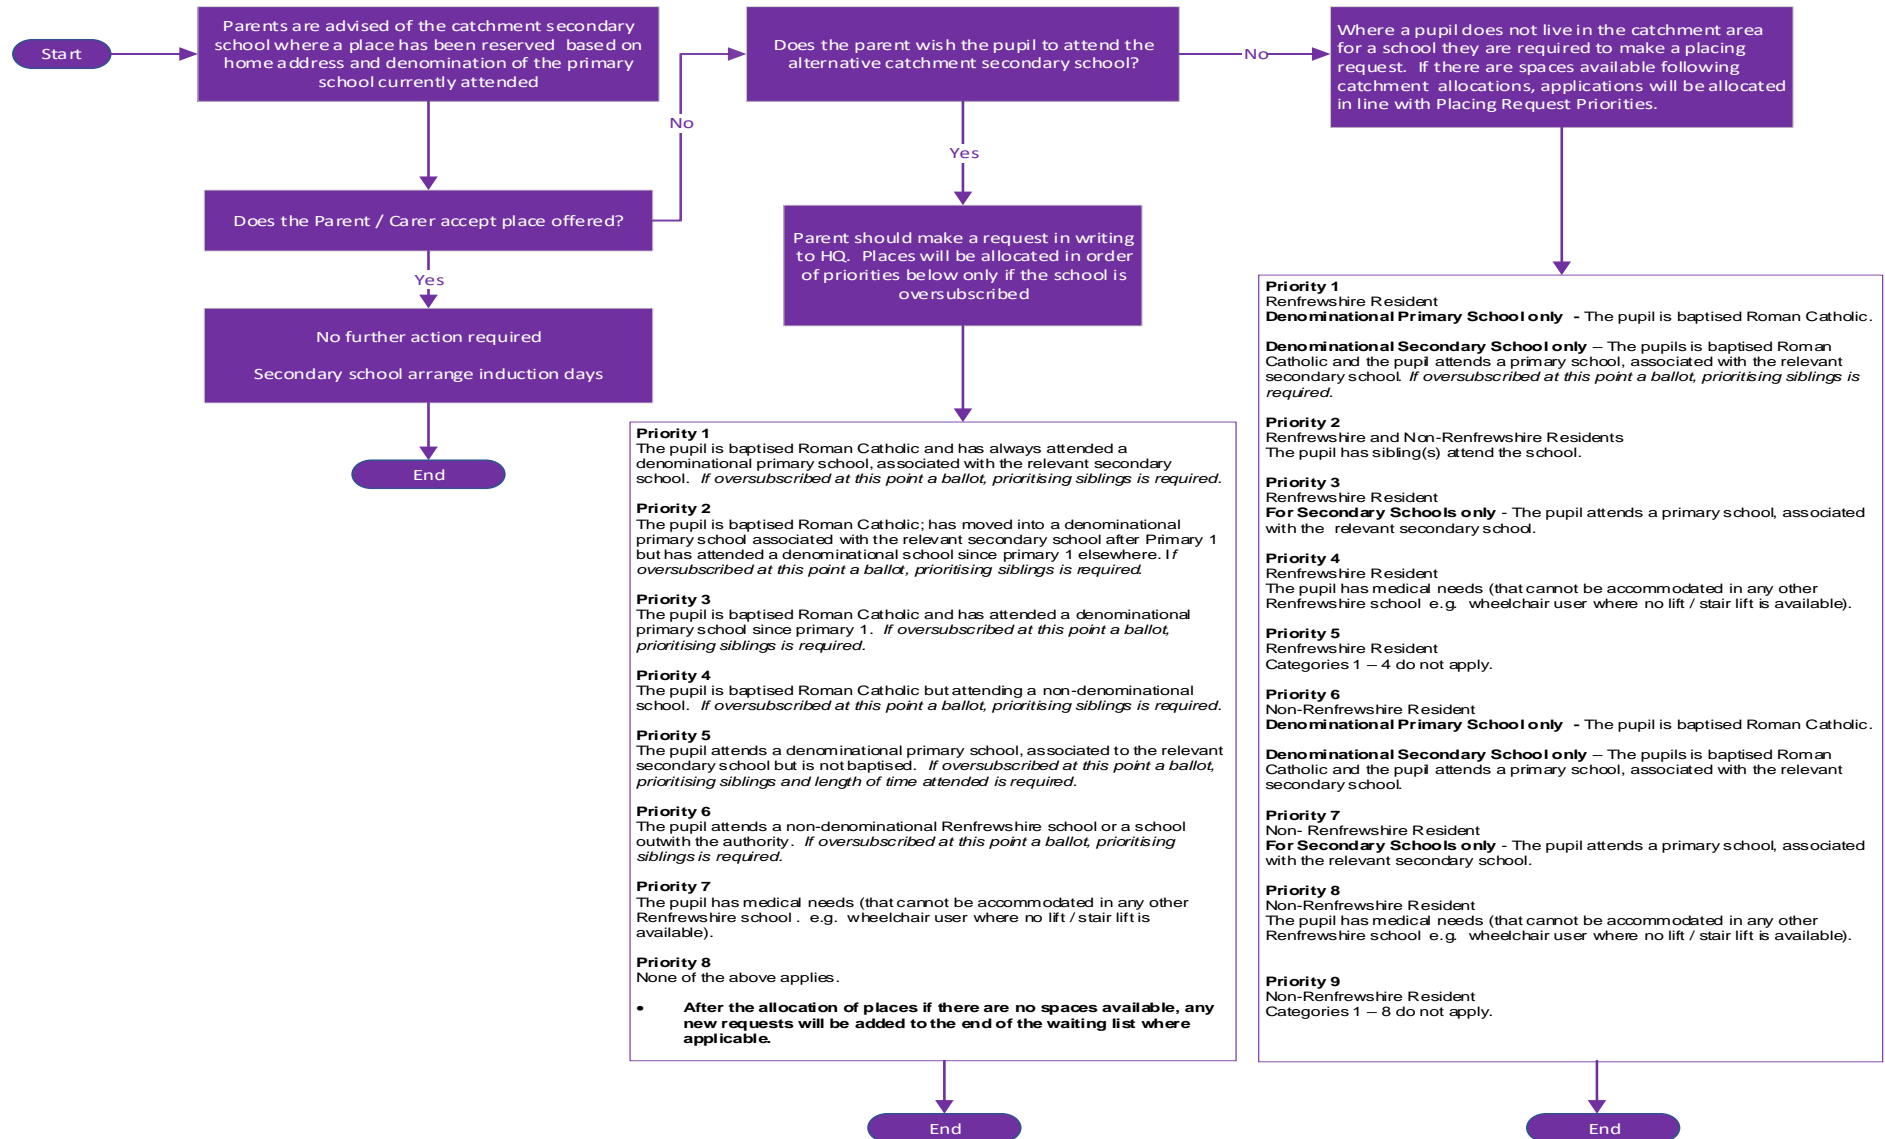 Start
Parents are advised of the catchment secondary
school where a place has been reserved based on
home address and denomination of the primary
school currently attended
Does the Parent / Carer accept place offered?
Yes
No further action required
Secondary school arrange induction days
End
No
Does the parent wish the pupil to attend the
alternative catchment secondary school?
Yes
Parent should make a request in writing
to HQ. Places will be allocated in order
of priorities below only if the school is
oversubscribed
Priority 1
The pupil is baptised Roman Catholic and has always attended a
denominational primary school, associated with the relevant secondary
school. If oversubscribed at this point a ballot, prioritising siblings is required.
Priority 2
The pupil is baptised Roman Catholic; has moved into a denominational
primary school associated with the relevant secondary school after Primary 1
but has attended a denominational school since primary 1 elsewhere. If
oversubscribed at this point a ballot, prioritising siblings is required.
Priority 3
The pupil is baptised Roman Catholic and has attended a denominational
primary school since primary 1. If oversubscribed at this point a ballot,
prioritising siblings is required.
Priority 4
The pupil is baptised Roman Catholic but attending a non-denominational
school. If oversubscribed at this point a ballot, prioritising siblings is required.
Priority 5
The pupil attends a denominational primary school, associated to the relevant
secondary school but is not baptised. If oversubscribed at this point a ballot,
prioritising siblings and length of time attended is required.
Priority 6
The pupil attends a non-denominational Renfrewshire school or a school
outwith the authority. If oversubscribed at this point a ballot, prioritising
siblings is required.
Priority 7
The pupil has medical needs (that cannot be accommodated in any other
Renfrewshire school . e.g. wheelchair user where no lift / stair lift is
available).
Priority 8
None of the above applies.
• After the allocation of places if there are no spaces available, any
new requests will be added to the end of the waiting list where
applicable.
End
No
Where a pupil does not live in the catchment area
for a school they are required to make a placing
request. If there are spaces available following
catchment allocations, applications will be allocated
in line with Placing Request Priorities.
Priority 1
Renfrewshire Resident
Denominational Primary School only - The pupil is baptised Roman Catholic.
Denominational Secondary School only – The pupils is baptised Roman
Catholic and the pupil attends a primary school, associated with the relevant
secondary school. If oversubscribed at this point a ballot, prioritising siblings is
required.
Priority 2
Renfrewshire and Non-Renfrewshire Residents
The pupil has sibling(s) attend the school.
Priority 3
Renfrewshire Resident
For Secondary Schools only - The pupil attends a primary school, associated
with the relevant secondary school.
Priority 4
Renfrewshire Resident
The pupil has medical needs (that cannot be accommodated in any other
Renfrewshire school e.g. wheelchair user where no lift / stair lift is available).
Priority 5
Renfrewshire Resident
Categories 1 – 4 do not apply.
Priority 6
Non-Renfrewshire Resident
Denominational Primary School only - The pupil is baptised Roman Catholic.
Denominational Secondary School only – The pupils is baptised Roman
Catholic and the pupil attends a primary school, associated with the relevant
secondary school.
Priority 7
Non- Renfrewshire Resident
For Secondary Schools only - The pupil attends a primary school, associated
with the relevant secondary school.
Priority 8
Non-Renfrewshire Resident
The pupil has medical needs (that cannot be accommodated in any other
Renfrewshire school e.g. wheelchair user where no lift / stair lift is available).
Priority 9
Non-Renfrewshire Resident
Categories 1 – 8 do not apply.
End